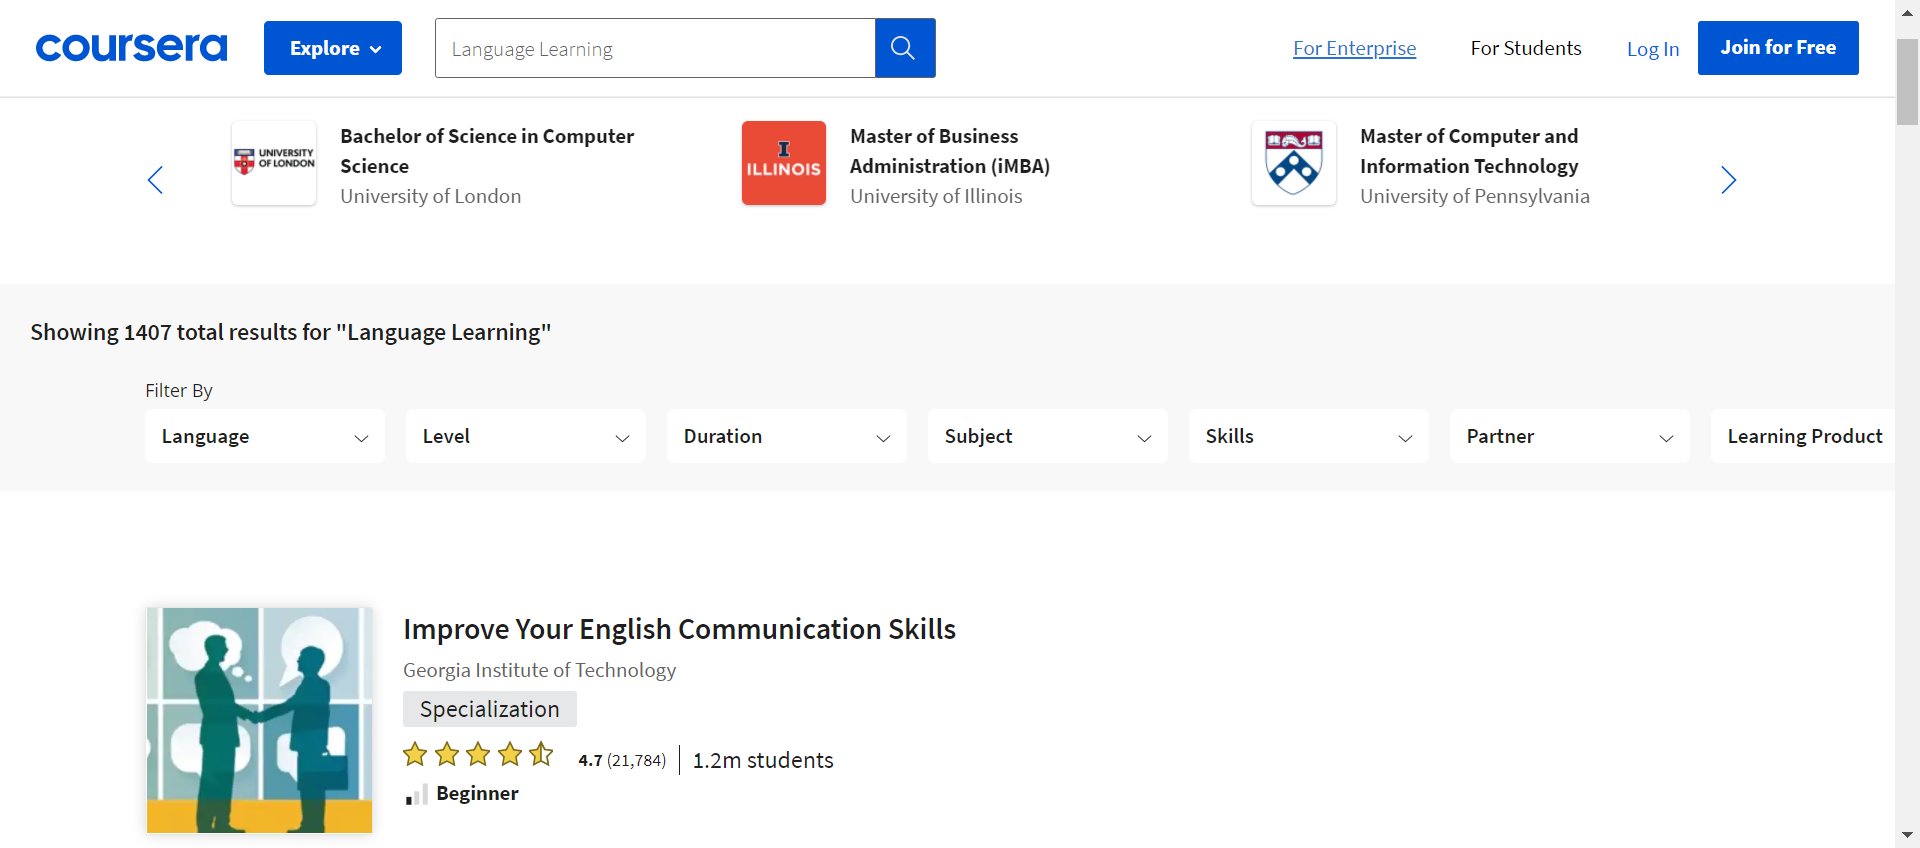 coursera
Explore
Language Learning
For Enterprise
For Students
Log In
Join for Free
UNIVERSITY
OF LONDON
Bachelor of Science in Computer
Science
University of London
I
ILLINOIS
Master of Business
Administration (iMBA)
University of Illinois
Master of Computer and
Information Technology
University of Pennsylvania
Showing 1407 total results for "Language Learning"
Filter By
Language
Level
Duration
Subject
Skills
Partner
Learning Product
Improve Your English Communication Skills
Georgia Institute of Technology
Specialization
4.7 (21,784)
1.2m students
Beginner